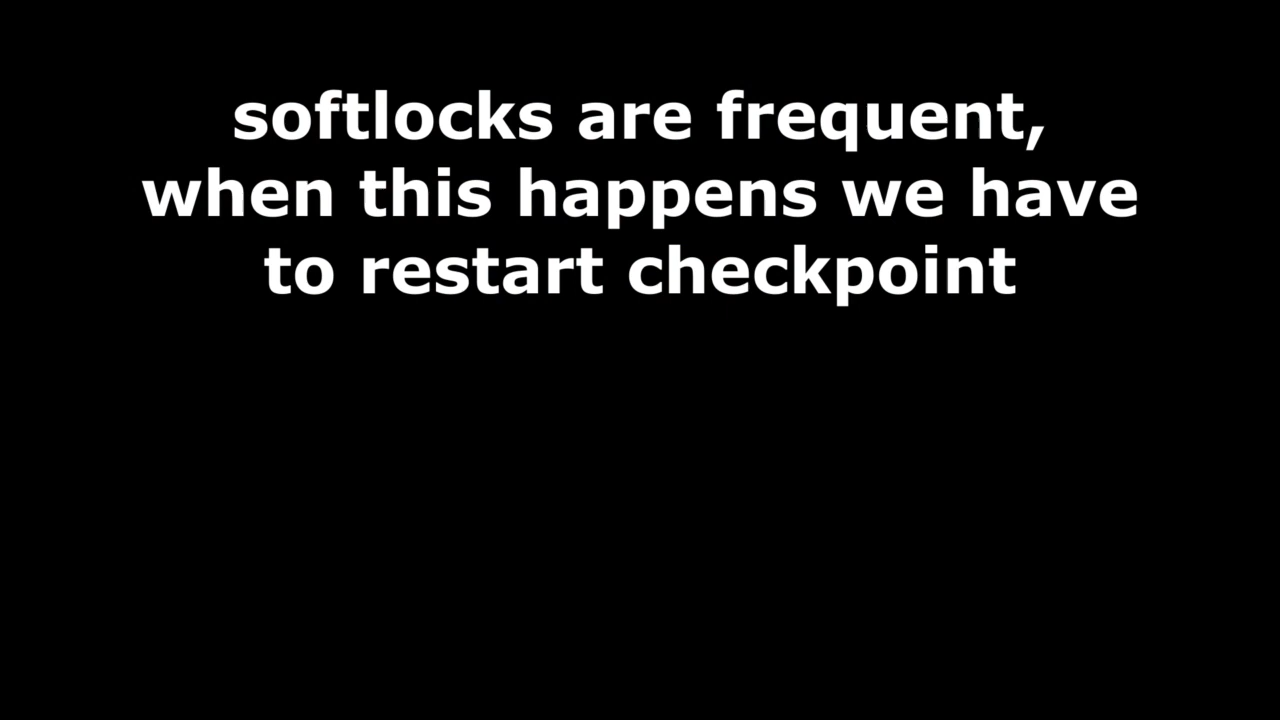 softlocks are frequent,
when this happens we have
to restart checkpoint